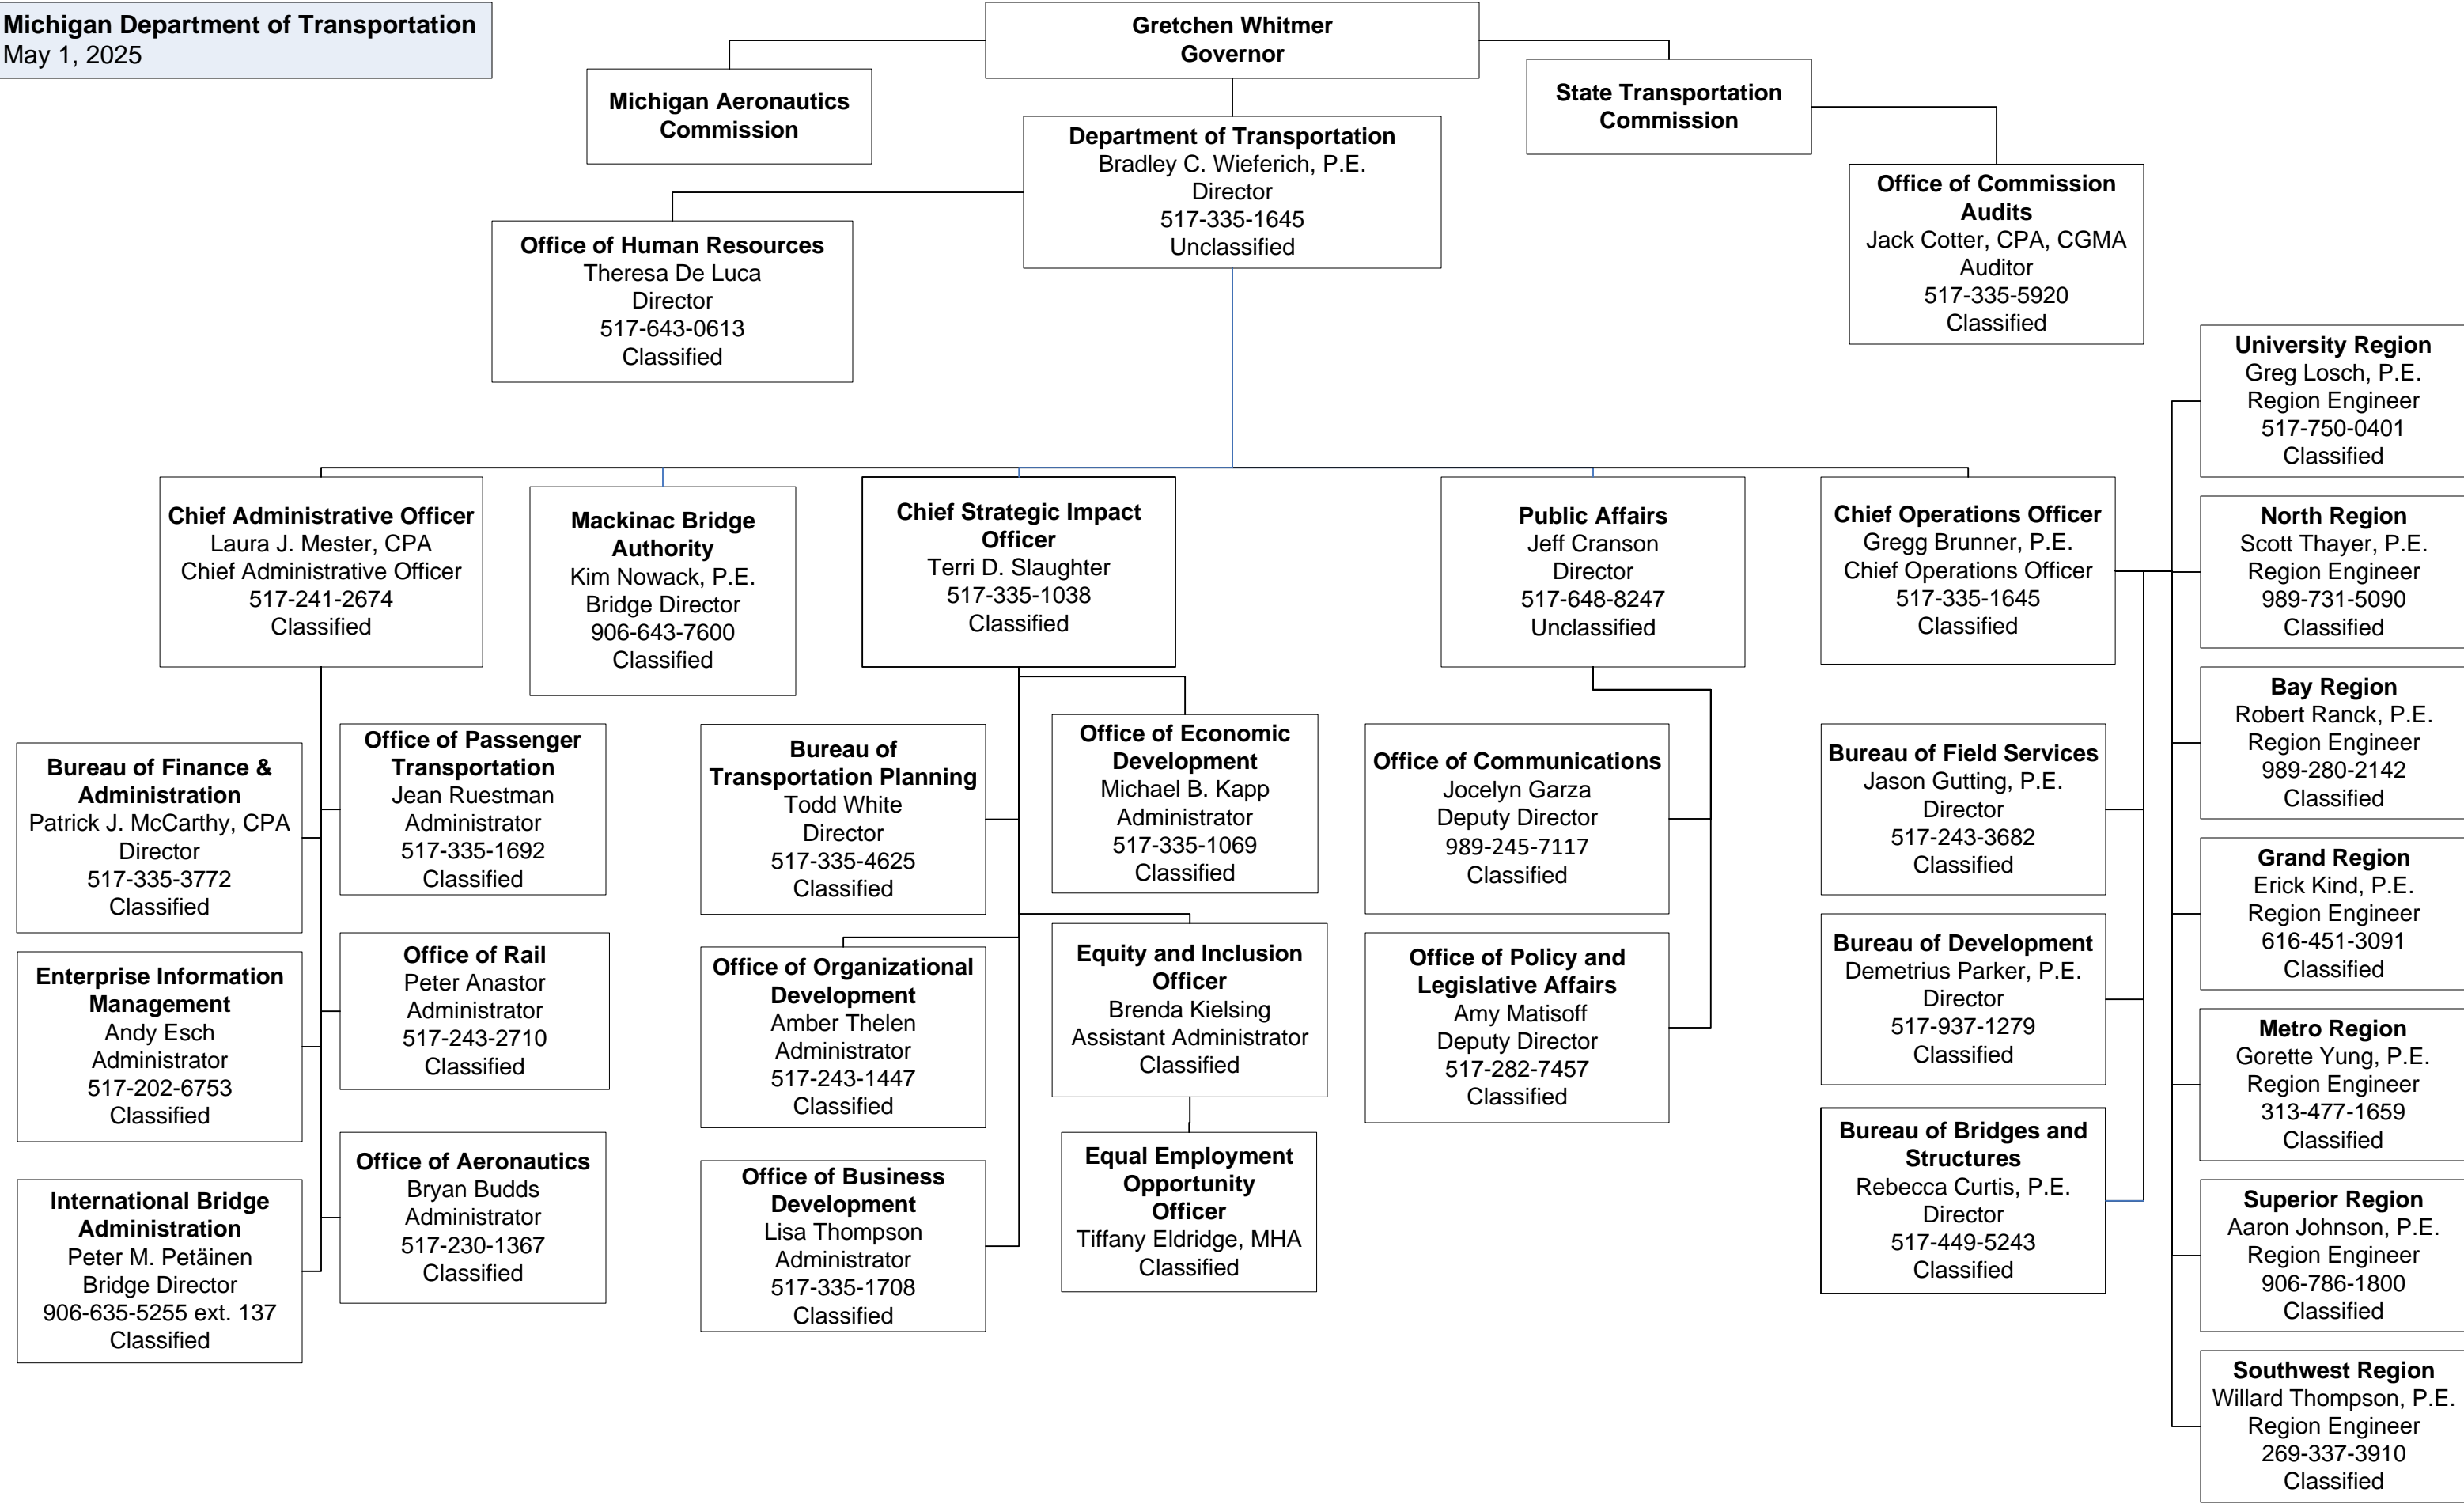 Michigan Department of Transportation
May 1, 2025
Gretchen Whitmer
Governor
Michigan Aeronautics
Commission
State Transportation
Commission
Department of Transportation
Bradley C. Wieferich, P.E.
Director
517-335-1645
Unclassified
Office of Commission
Audits
Jack Cotter, CPA, CGMA
Auditor
517-335-5920
Classified
Office of Human Resources
Theresa De Luca
Director
517-643-0613
Classified
Chief Administrative Officer
Laura J. Mester, CPA
Chief Administrative Officer
517-241-2674
Classified
Mackinac Bridge
Authority
Kim Nowack, P.E.
Bridge Director
906-643-7600
Classified
Chief Strategic Impact
Officer
Terri D. Slaughter
517-335-1038
Classified
Public Affairs
Jeff Cranson
Director
517-648-8247
Unclassified
Chief Operations Officer
Gregg Brunner, P.E.
Chief Operations Officer
517-335-1645
Classified
Bureau of Finance &
Administration
Patrick J. McCarthy, CPA
Director
517-335-3772
Classified
Office of Passenger
Transportation
Jean Ruestman
Administrator
517-335-1692
Classified
Enterprise Information
Management
Andy Esch
Administrator
517-202-6753
Classified
Office of Rail
Peter Anastor
Administrator
517-243-2710
Classified
International Bridge
Administration
Peter M. Petäinen
Bridge Director
906-635-5255 ext. 137
Classified
Office of Aeronautics
Bryan Budds
Administrator
517-230-1367
Classified
Bureau of
Transportation Planning
Todd White
Director
517-335-4625
Classified
Office of Economic
Development
Michael B. Kapp
Administrator
517-335-1069
Classified
Office of Organizational
Development
Amber Thelen
Administrator
517-243-1447
Classified
Equity and Inclusion
Officer
Brenda Kielsing
Assistant Administrator
Classified
Office of Business
Development
Lisa Thompson
Administrator
517-335-1708
Classified
Equal Employment
Opportunity
Officer
Tiffany Eldridge, MHA
Classified
Office of Communications
Jocelyn Garza
Deputy Director
989-245-7117
Classified
Office of Policy and
Legislative Affairs
Amy Matisoff
Deputy Director
517-282-7457
Classified
Bureau of Field Services
Jason Gutting, P.E.
Director
517-243-3682
Classified
Bureau of Development
Demetrius Parker, P.E.
Director
517-937-1279
Classified
Bureau of Bridges and
Structures
Rebecca Curtis, P.E.
Director
517-449-5243
Classified
University Region
Greg Losch, P.E.
Region Engineer
517-750-0401
Classified
North Region
Scott Thayer, P.E.
Region Engineer
989-731-5090
Classified
Bay Region
Robert Ranck, P.E.
Region Engineer
989-280-2142
Classified
Grand Region
Erick Kind, P.E.
Region Engineer
616-451-3091
Classified
Metro Region
Gorette Yung, P.E.
Region Engineer
313-477-1659
Classified
Superior Region
Aaron Johnson, P.E.
Region Engineer
906-786-1800
Classified
Southwest Region
Willard Thompson, P.E.
Region Engineer
269-337-3910
Classified